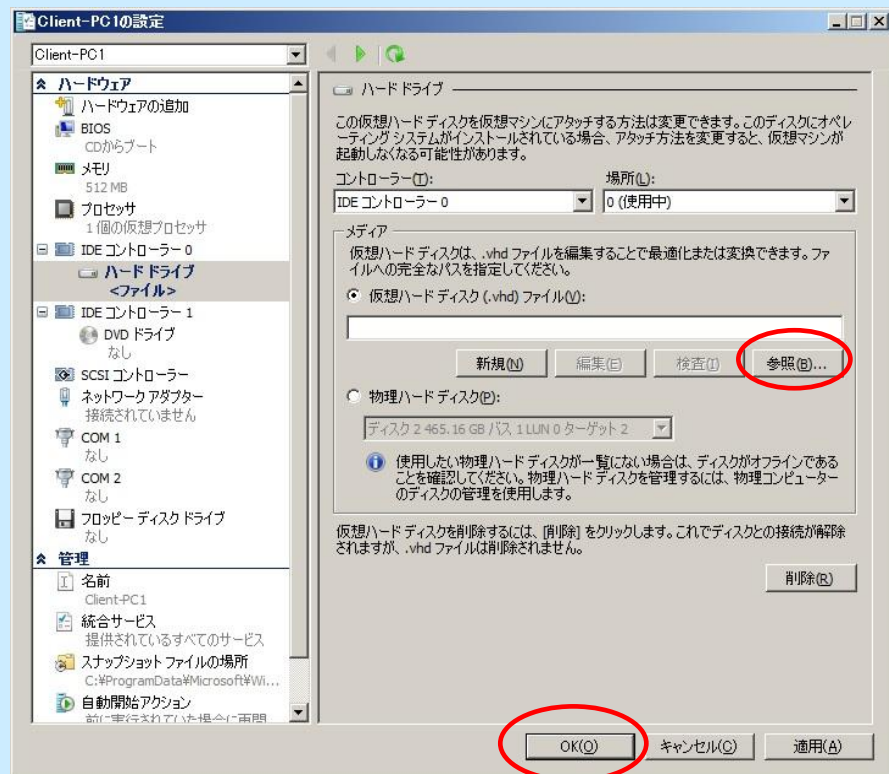 Client-PC1の設定
Client-PC1
ハードウェア
ハードウェアの追加
BIOS
CDからブート
メモリ
512 MB
プロセッサ
1 個の仮想プロセッサ
IDE コントローラー 0
ハード ドライブ
<ファイル>
IDE コントローラー 1
DVD ドライブ
なし
SCSI コントローラー
ネットワーク アダプター
接続されていません
COM 1
なし
COM 2
なし
フロッピー ディスク ドライブ
なし
管理
名前
Client-PC1
統合サービス
提供されているすべてのサービス
スナップショット ファイルの場所
C:¥ProgramData¥Microsoft¥Wi...
自動開始アクション
前に実行されていた場合に再開
ハード ドライブ
この仮想ハード ディスクを仮想マシンにアタッチする方法は変更できます。このディスクにオペレ
ーティング システムがインストールされている場合、アタッチ方法を変更すると、仮想マシンが
起動しなくなる可能性があります。
コントローラー(T):
場所(L):
IDE コントローラー 0
0 (使用中)
メディア
仮想ハード ディスクは、.vhd ファイルを編集することで最適化または変換できます。ファ
イルへの完全なパスを指定してください。
仮想ハード ディスク (.vhd) ファイル(V):
新規(N)
編集(E)
検査(I)
参照(B)...
物理ハード ディスク(P):
ディスク 2 465.16 GB バス 1 LUN 0 ターゲット 2
使用したい物理ハード ディスクが一覧にない場合は、ディスクがオフラインである
ことを確認してください。物理ハード ディスクを管理するには、物理コンピューター
のディスクの管理を使用します。
仮想ハード ディスクを削除するには、[削除] をクリックします。これでディスクとの接続が解除
されますが、.vhd ファイルは削除されません。
削除(R)
OK(O)
キャンセル(C)
適用(A)